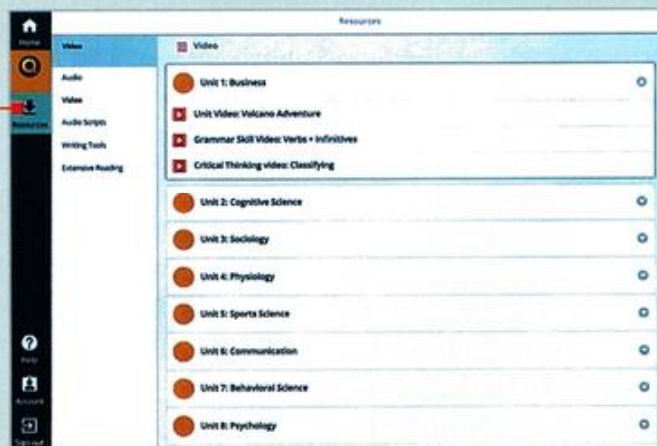 Resources
Home
Resources
Help
Account
Sign out
Video
Audio
Video
Audio Scripts
Writing Tools
Extensive Reading
Video
Unit 1: Business
Unit Video: Volcano Adventure
Grammar Skill Video: Verbs + Infinitives
Critical Thinking video: Classifying
Unit 2: Cognitive Science
Unit 3: Sociology
Unit 4: Physiology
Unit 5: Sports Science
Unit 6: Communication
Unit 7: Behavioral Science
Unit 8: Psychology